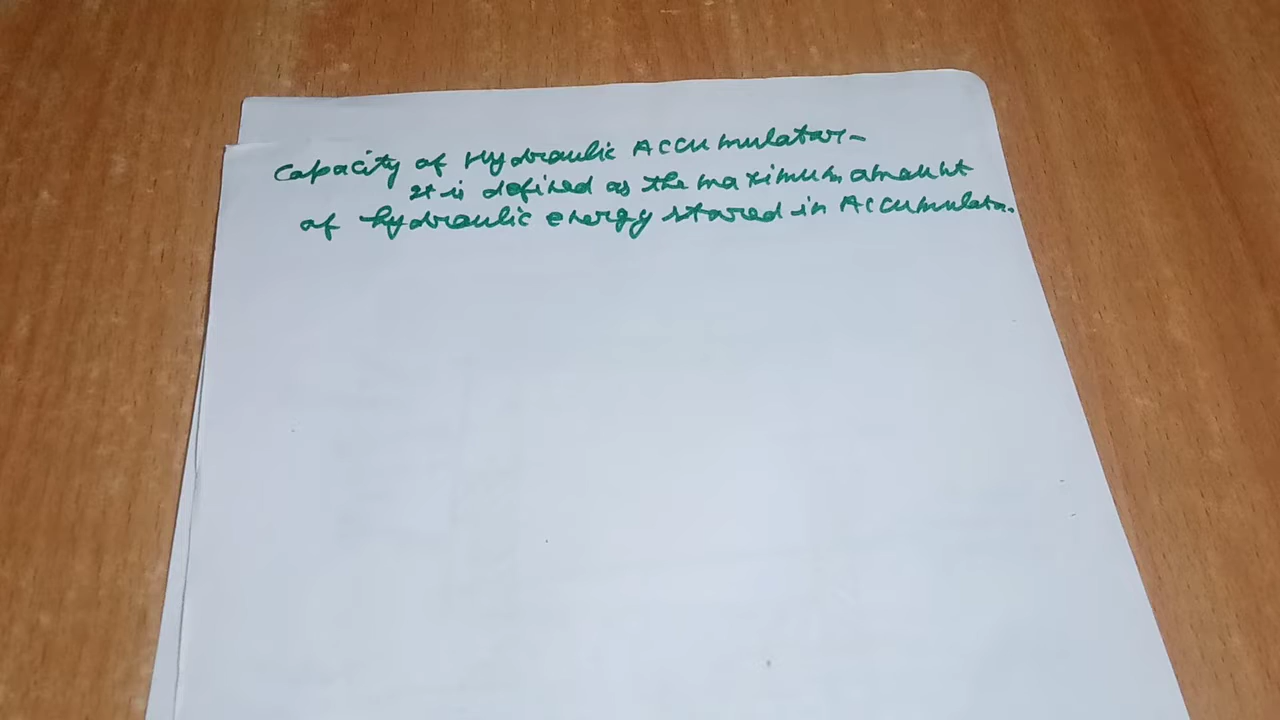 Capacity of Hydraulic Accumulator-
It is defined as the maximum amount
of hydraulic energy stored in Accumulator.